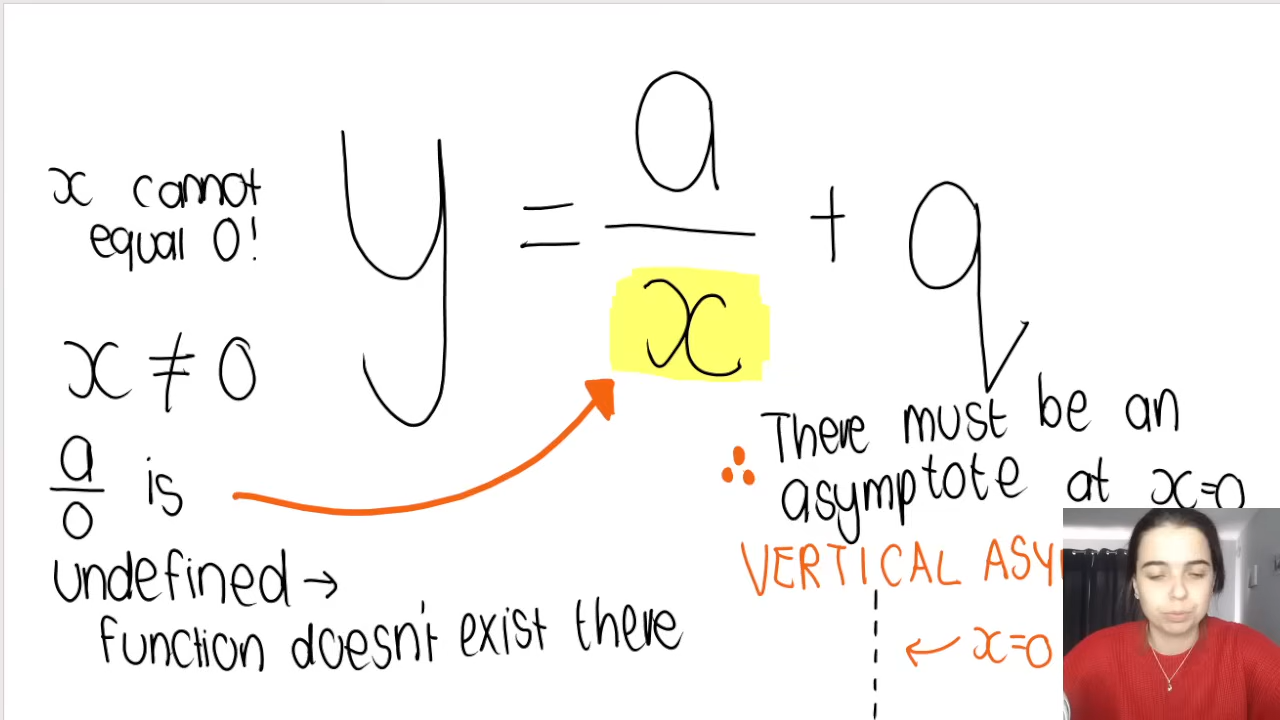 x cannot
equal 0!
x ≠ 0
a/0 is
undefined →
function doesn't exist there
y = a/x + q
∴ There must be an
asymptote at x=0
VERTICAL ASY
← x=0